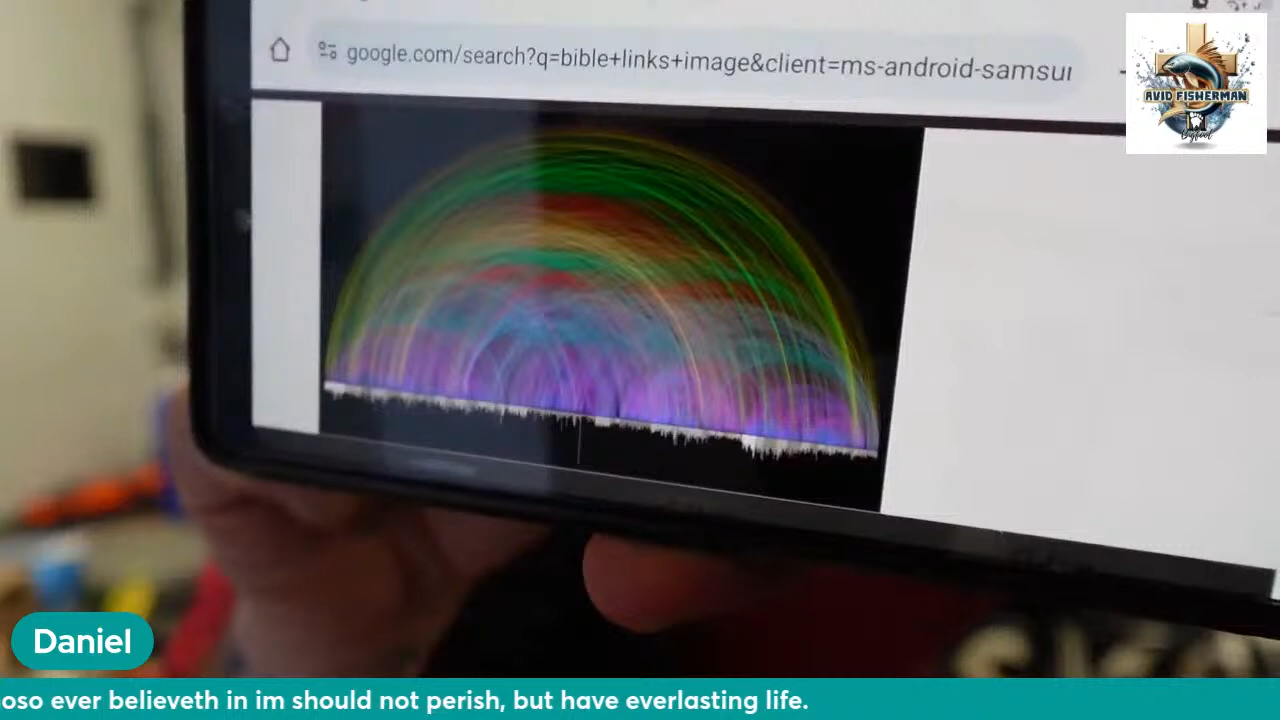 google.com/search?q=bible+links+image&client=ms-android-samsu
AVID FISHERMAN
Bigfoot
Daniel
oso ever believeth in im should not perish, but have everlasting life.